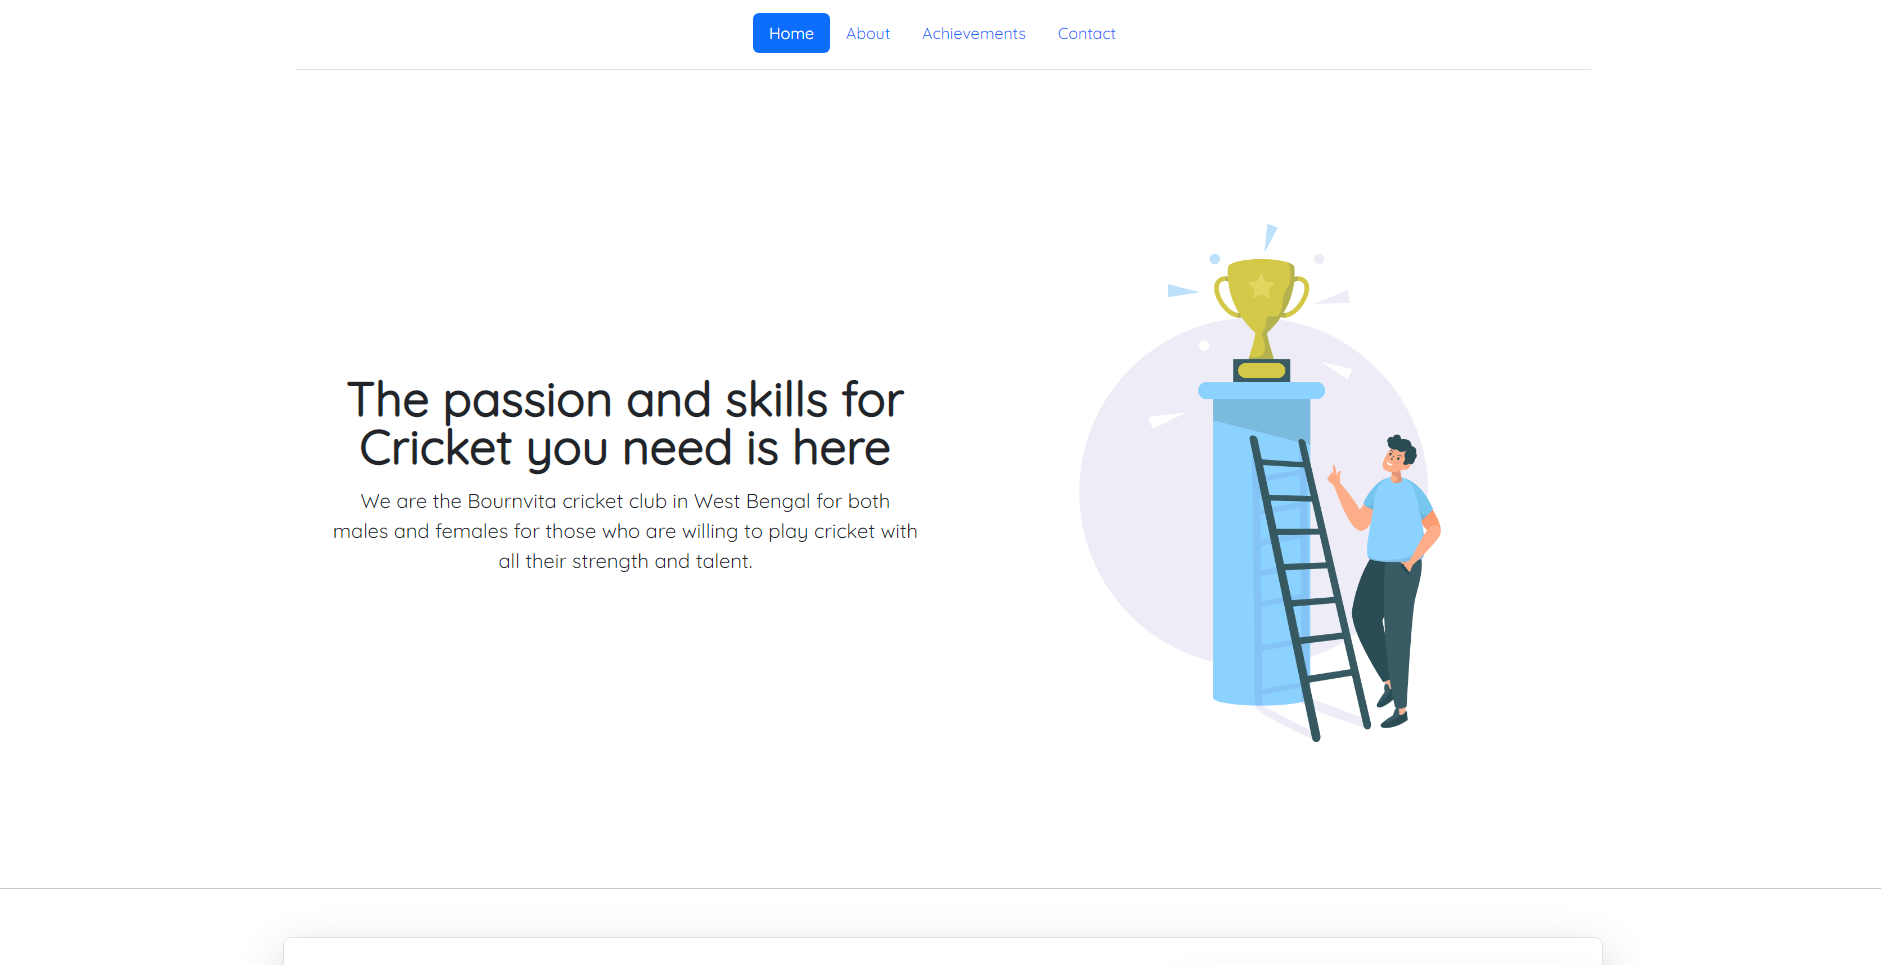 Home About Achievements Contact
The passion and skills for
Cricket you need is here
We are the Bournvita cricket club in West Bengal for both
males and females for those who are willing to play cricket with
all their strength and talent.